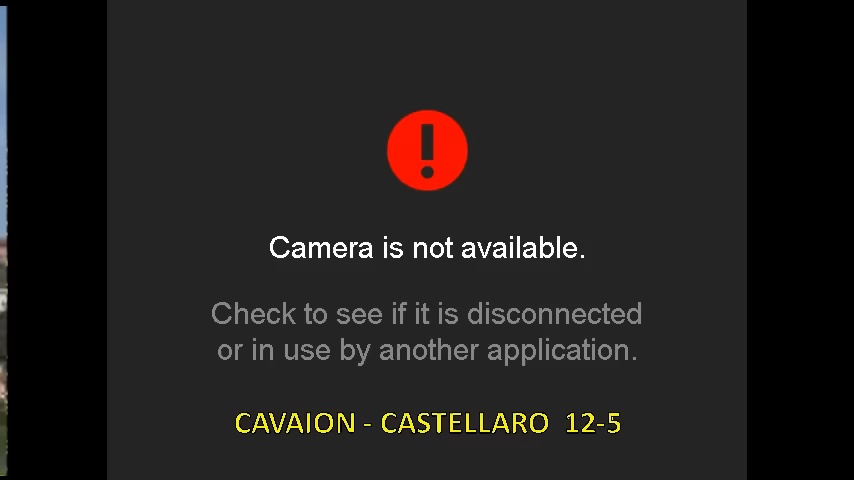 Camera is not available.
Check to see if it is disconnected
or in use by another application.
CAVAION - CASTELLARO 12-5